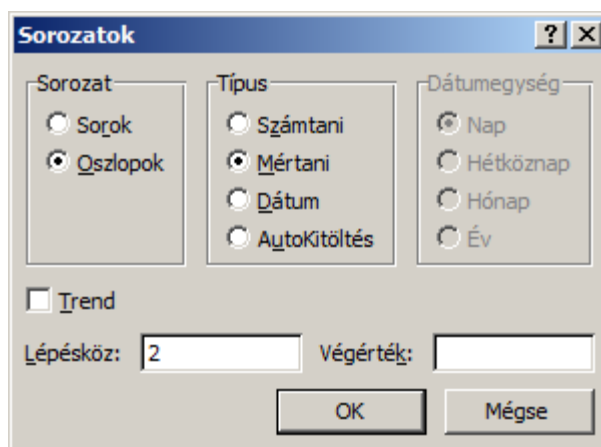 Sorozatok
Sorozat Típus Dátumegység
Sorok Számtani Nap
Oszlopok Mértani Hétköznap
Dátum Hónap
AutoKitöltés Év
Trend
Lépésköz: 2 Végérték:
OK Mégse